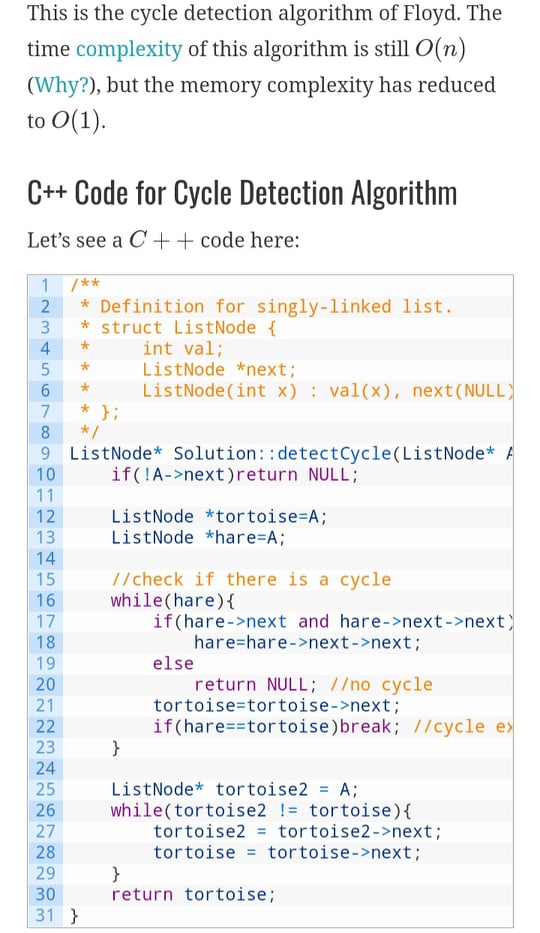 This is the cycle detection algorithm of Floyd. The
time complexity of this algorithm is still O(n)
(Why?), but the memory complexity has reduced
to O(1).
C++ Code for Cycle Detection Algorithm
Let's see a C + + code here:
1 /**
2  * Definition for singly-linked list.
3  * struct ListNode {
4  *     int val;
5  *     ListNode *next;
6  *     ListNode(int x) : val(x), next(NULL)
7  * };
8  */
9 ListNode* Solution::detectCycle(ListNode* A
10     if(!A->next)return NULL;
11
12     ListNode *tortoise=A;
13     ListNode *hare=A;
14
15     //check if there is a cycle
16     while(hare){
17         if(hare->next and hare->next->next)
18             hare=hare->next->next;
19         else
20             return NULL; //no cycle
21         tortoise=tortoise->next;
22         if(hare==tortoise)break; //cycle ex
23     }
24
25     ListNode* tortoise2 = A;
26     while(tortoise2 != tortoise){
27         tortoise2 = tortoise2->next;
28         tortoise = tortoise->next;
29     }
30     return tortoise;
31 }